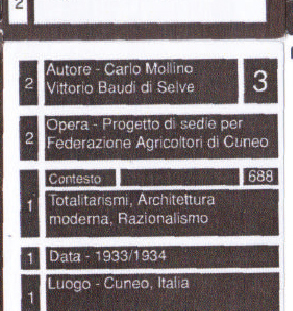 2
2 Autore - Carlo Mollino 3
Vittorio Baudi di Selve
2 Opera - Progetto di sedie per
Federazione Agricoltori di Cuneo
Contesto 688
1 Totalitarismi, Architettura
moderna, Razionalismo
1 Data - 1933/1934
1 Luogo - Cuneo, Italia